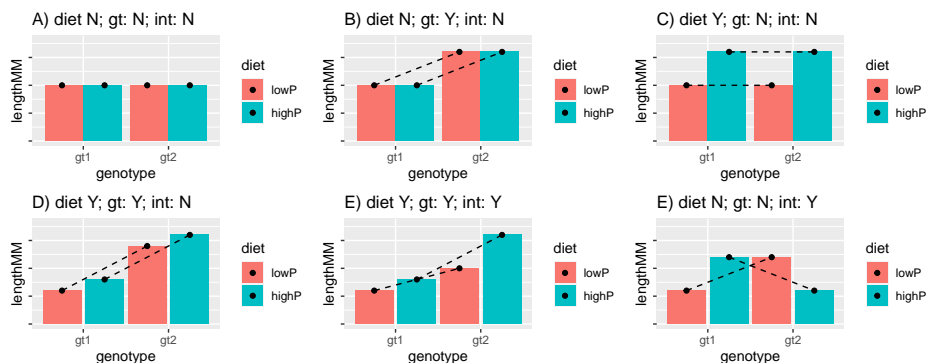 A) diet N; gt: N; int: N
lengthMM
gt1
gt2
genotype
diet
lowP
highP
B) diet N; gt: Y; int: N
lengthMM
gt1
gt2
genotype
diet
lowP
highP
C) diet Y; gt: N; int: N
lengthMM
gt1
gt2
genotype
diet
lowP
highP
D) diet Y; gt: Y; int: N
lengthMM
gt1
gt2
genotype
diet
lowP
highP
E) diet Y; gt: Y; int: Y
lengthMM
gt1
gt2
genotype
diet
lowP
highP
E) diet N; gt: N; int: Y
lengthMM
gt1
gt2
genotype
diet
lowP
highP